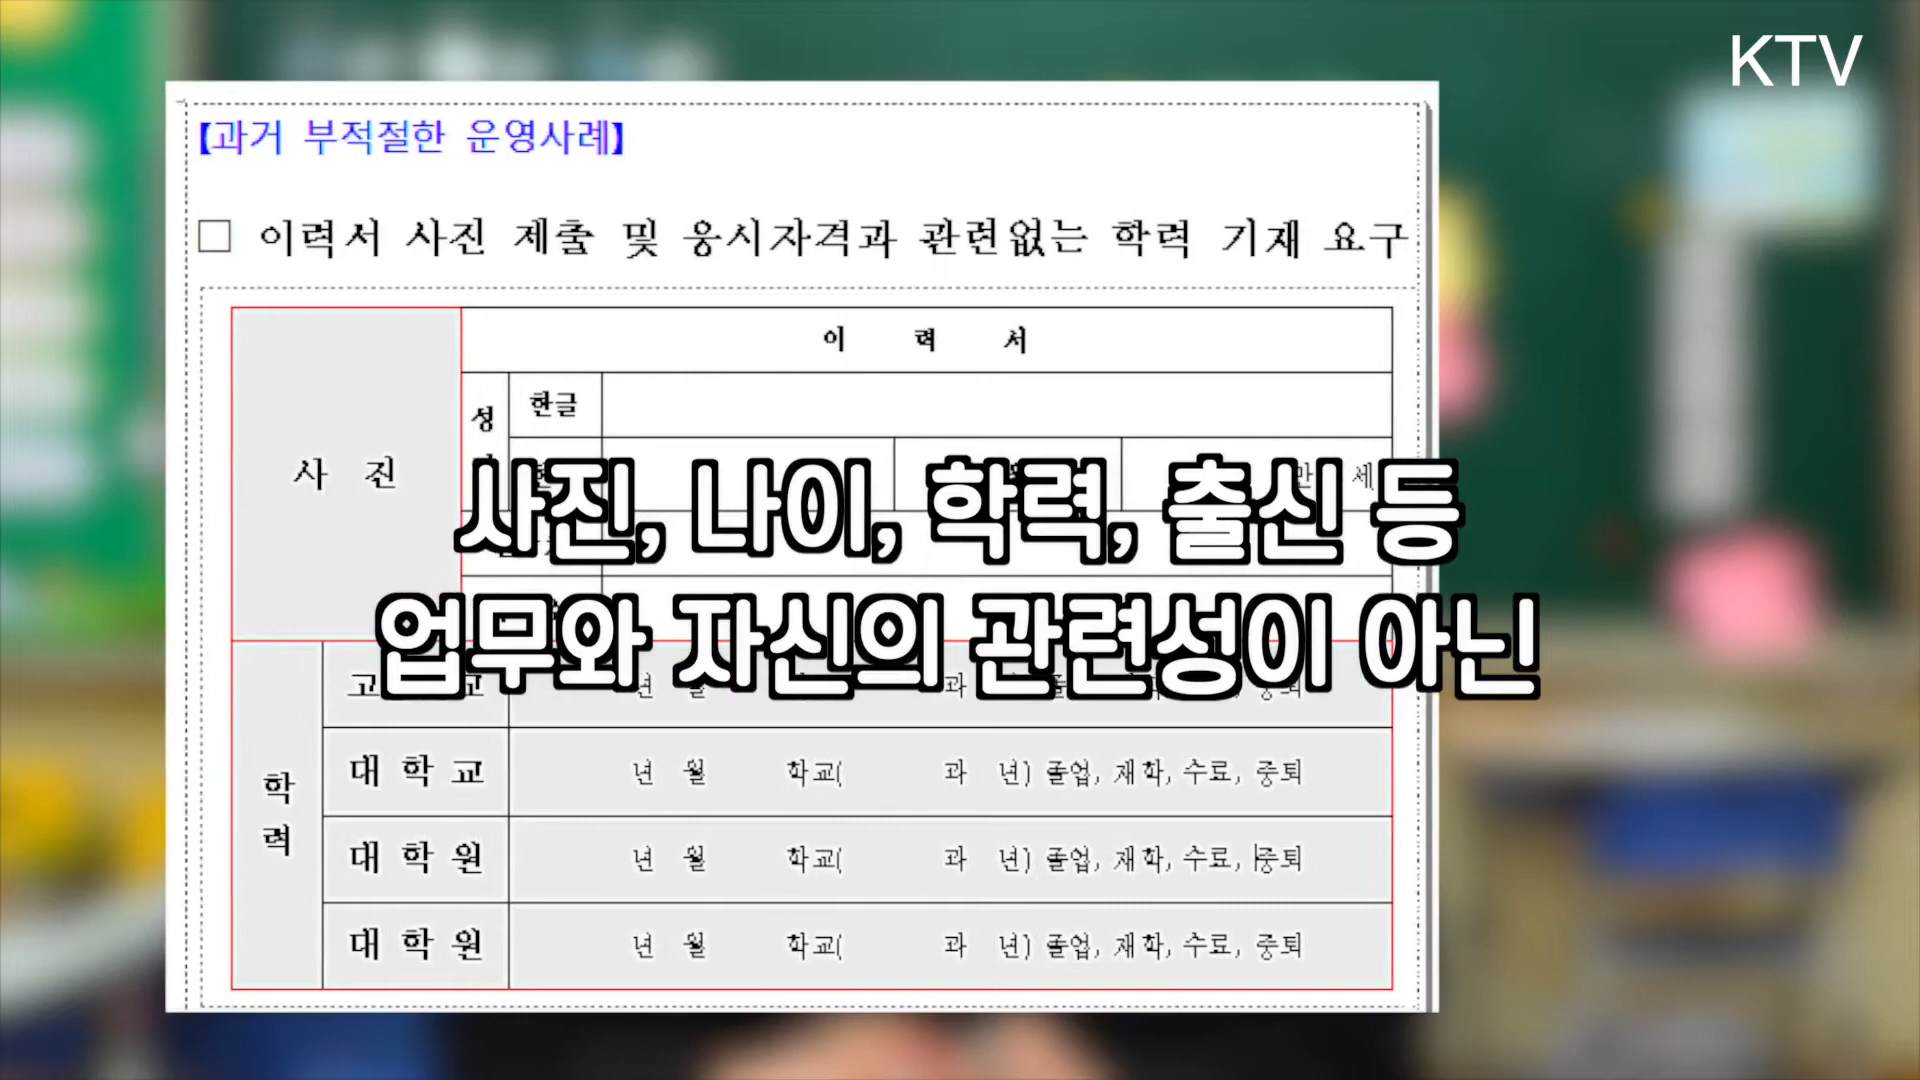 KTV
【과거 부적절한 운영사례】
□ 이력서 사진 제출 및 응시자격과 관련없는 학력 기재 요구
사 진
이 력 서
성
한글
만 세
사진, 나이, 학력, 출신 등
업무와 자신의 관련성이 아닌
학력
대 학 교
년 월 학교( 과 년) 졸업, 재학, 수료, 중퇴
대 학 원
년 월 학교( 과 년) 졸업, 재학, 수료, 중퇴
대 학 원
년 월 학교( 과 년) 졸업, 재학, 수료, 중퇴